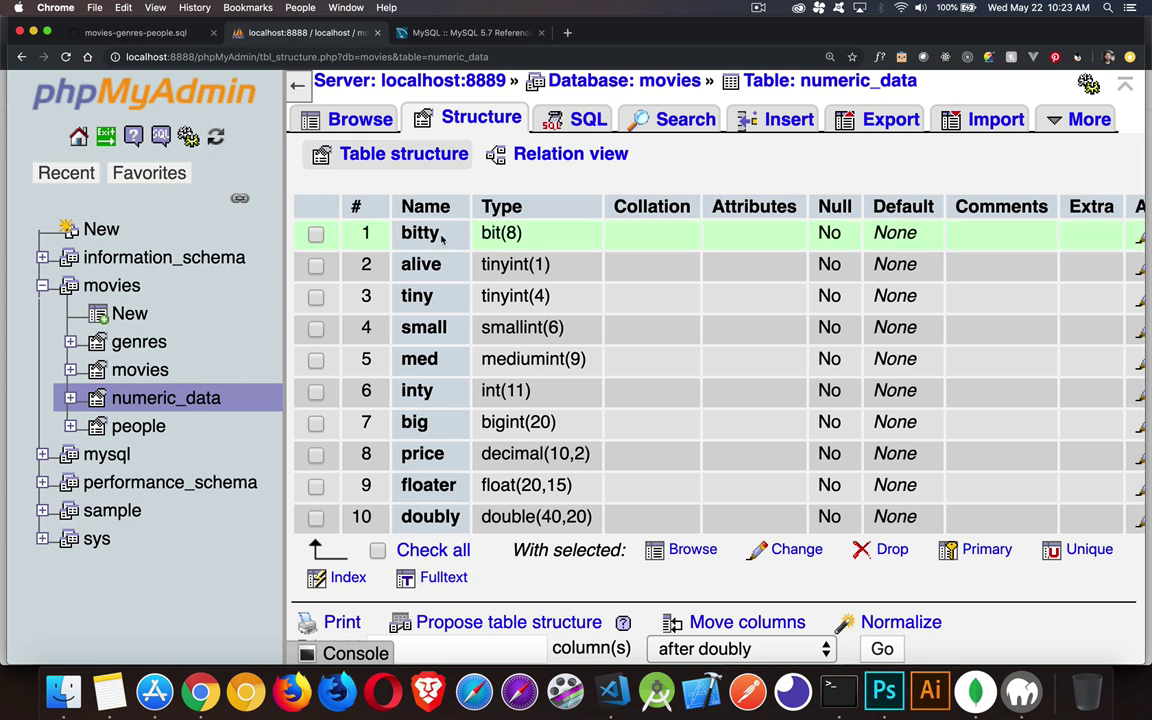 Chrome File Edit View History Bookmarks People Window Help 100% Wed May 22 10:23 AM
movies-genres-people.sql × localhost:8888 / localhost / mo × MySQL :: MySQL 5.7 Referenc × +
localhost:8888/phpMyAdmin/tbl_structure.php?db=movies&table=numeric_data
phpMyAdmin
Recent Favorites
New
information_schema
movies
New
genres
movies
numeric_data
people
mysql
performance_schema
sample
sys
Server: localhost:8889 » Database: movies » Table: numeric_data
Browse Structure SQL Search Insert Export Import More
Table structure Relation view
# Name Type Collation Attributes Null Default Comments Extra A
1 bitty bit(8) No None
2 alive tinyint(1) No None
3 tiny tinyint(4) No None
4 small smallint(6) No None
5 med mediumint(9) No None
6 inty int(11) No None
7 big bigint(20) No None
8 price decimal(10,2) No None
9 floater float(20,15) No None
10 doubly double(40,20) No None
Check all With selected: Browse Change Drop Primary Unique
Index Fulltext
Print Propose table structure Move columns Normalize
column(s) after doubly Go
Console
Ps Ai